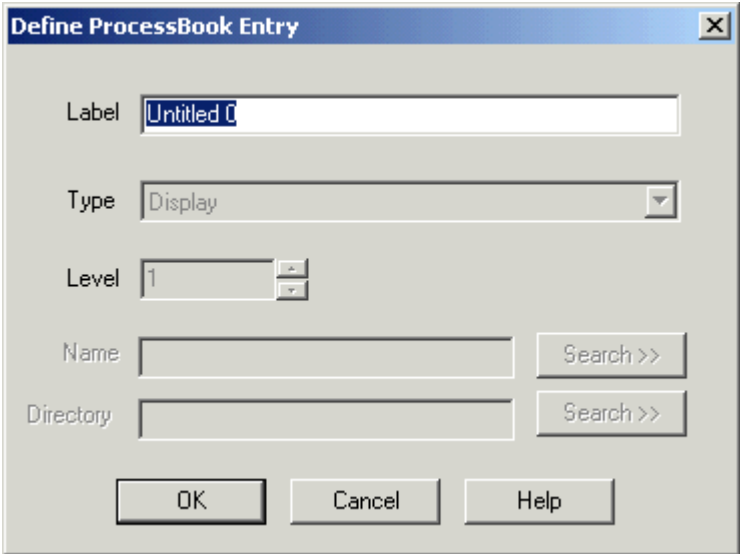 Define ProcessBook Entry
Label Untitled 0
Type Display
Level 1
Name Search >>
Directory Search >>
OK Cancel Help